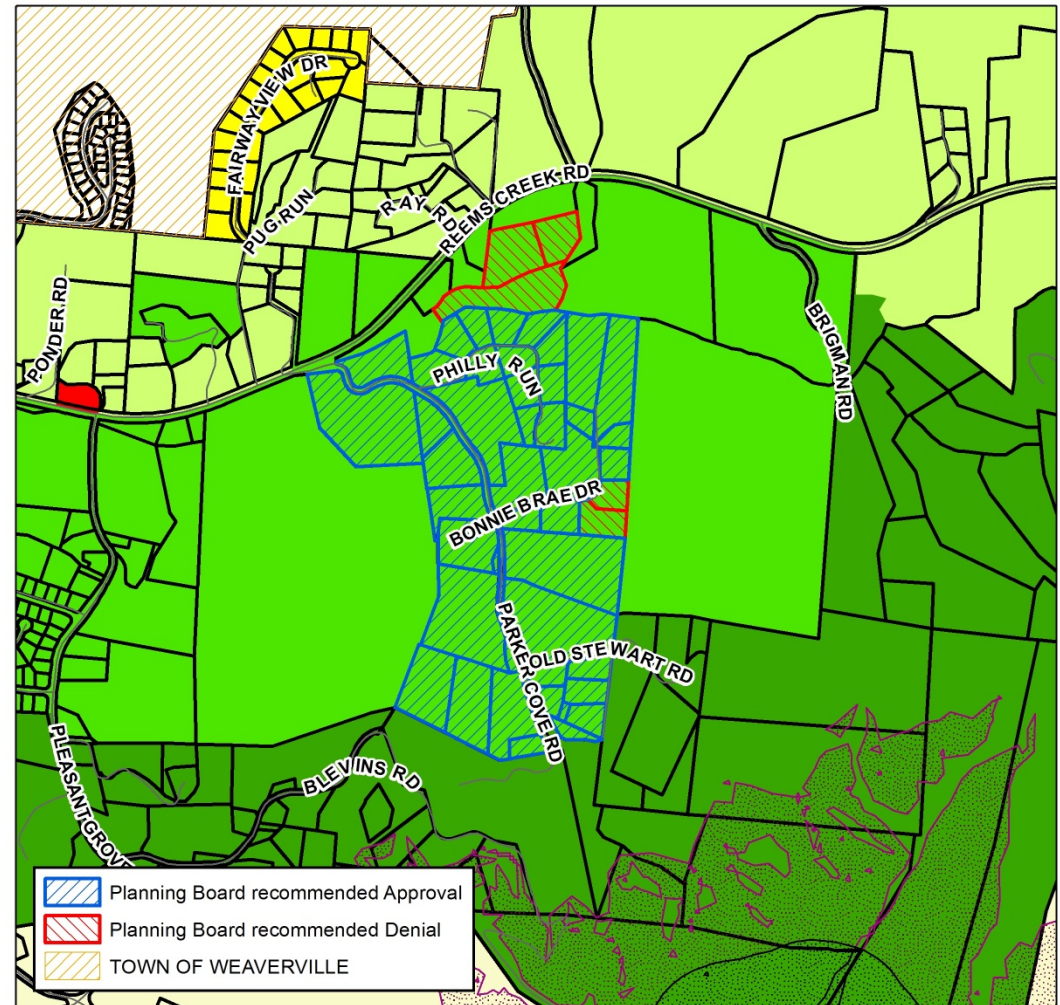 FAIRWAY VIEW DR
PUG RUN
RAY RD
REEMS CREEK RD
PONDER RD
BRIGMAN RD
PHILLY RUN
BONNIE BRAE DR
PARKER COVE RD
OLD STEWART RD
BLEVINS RD
PLEASANT GROVE
Planning Board recommended Approval
Planning Board recommended Denial
TOWN OF WEAVERVILLE